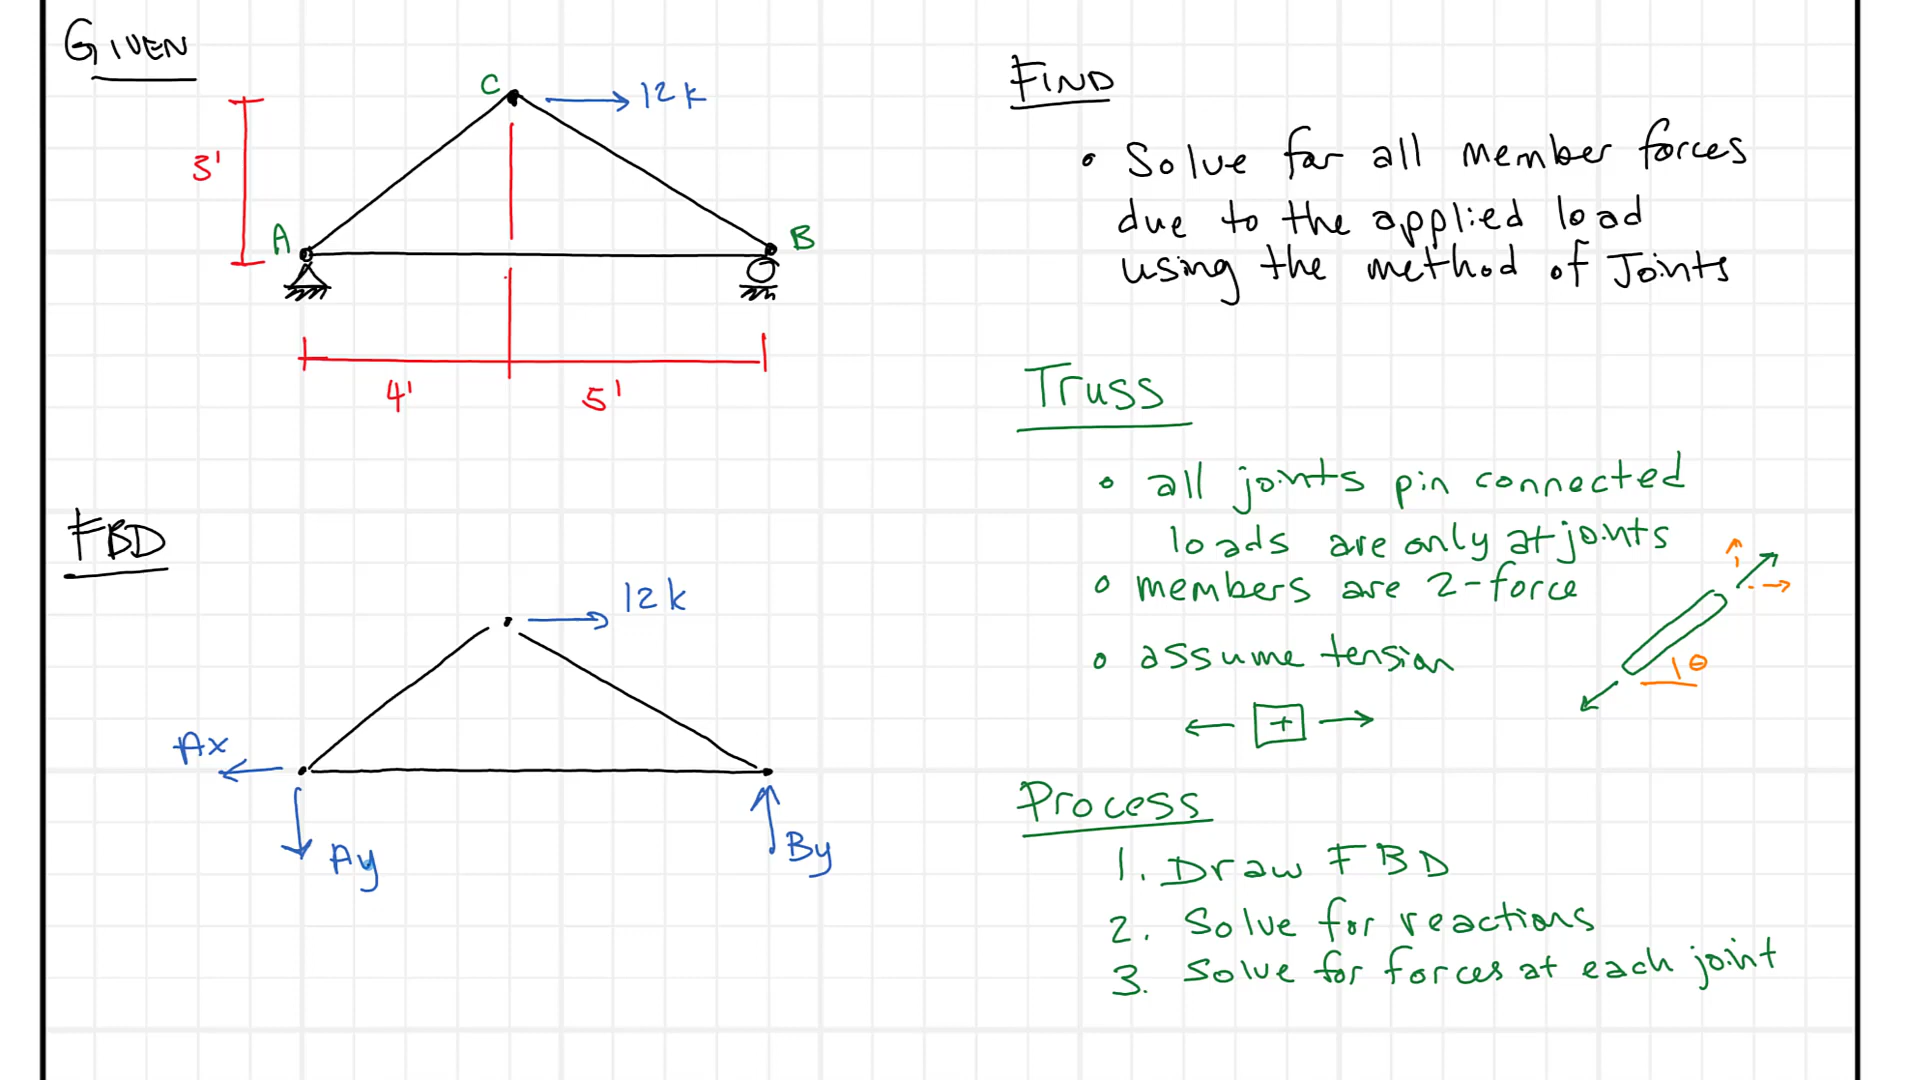 GIVEN
C
12k
3'
A
B
4'
5'
FBD
12k
Ax
Ay
By
FIND
• Solve for all member forces
due to the applied load
using the method of Joints
Truss
• all joints pin connected
loads are only at joints
• members are 2-force
• assume tension
+
θ
Process
1. Draw FBD
2. Solve for reactions
3. Solve for forces at each joint